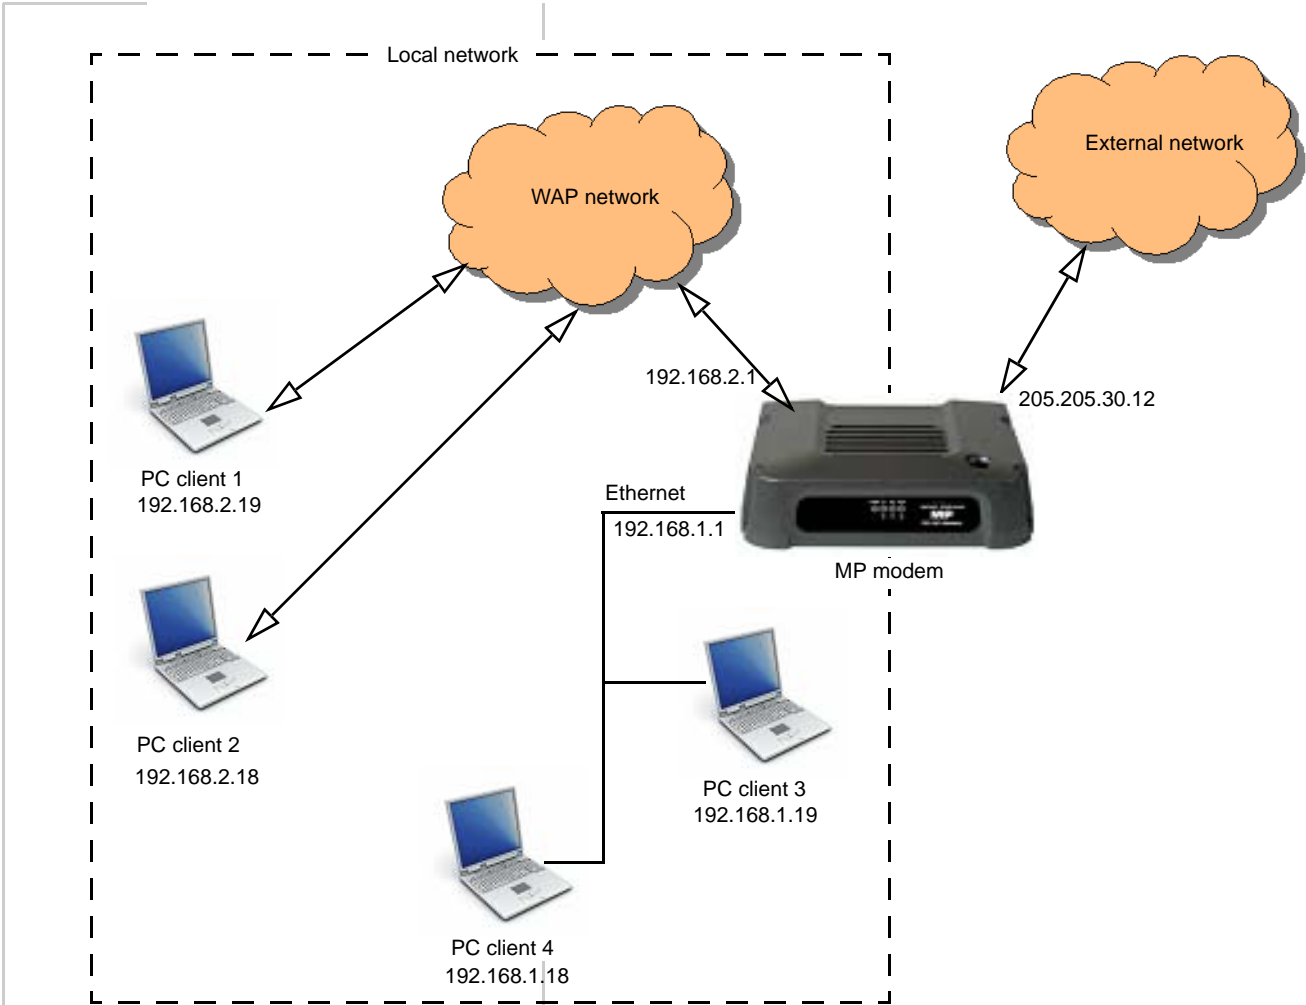 Local network
External network
WAP network
192.168.2.1
205.205.30.12
PC client 1
192.168.2.19
Ethernet
192.168.1.1
MP
MP modem
PC client 2
192.168.2.18
PC client 3
192.168.1.19
PC client 4
192.168.1.18